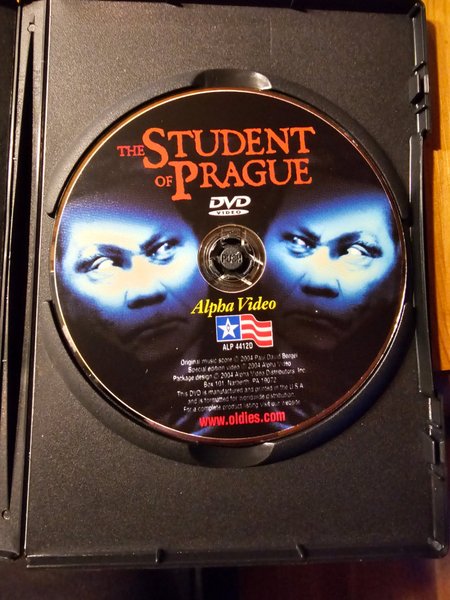 THE STUDENT
OF PRAGUE
DVD
VIDEO
PUSH
Alpha Video
ALP 4412D
Original music score © 2004 Paul David Bergel
Special edition video © 2004 Alpha Video
Package design © 2004 Alpha Video Distributors, Inc.
Box 101, Narberth, PA 19072
This DVD is manufactured and printed in the U.S.A.
and is formatted for worldwide distribution.
For a complete product listing visit our website:
www.oldies.com